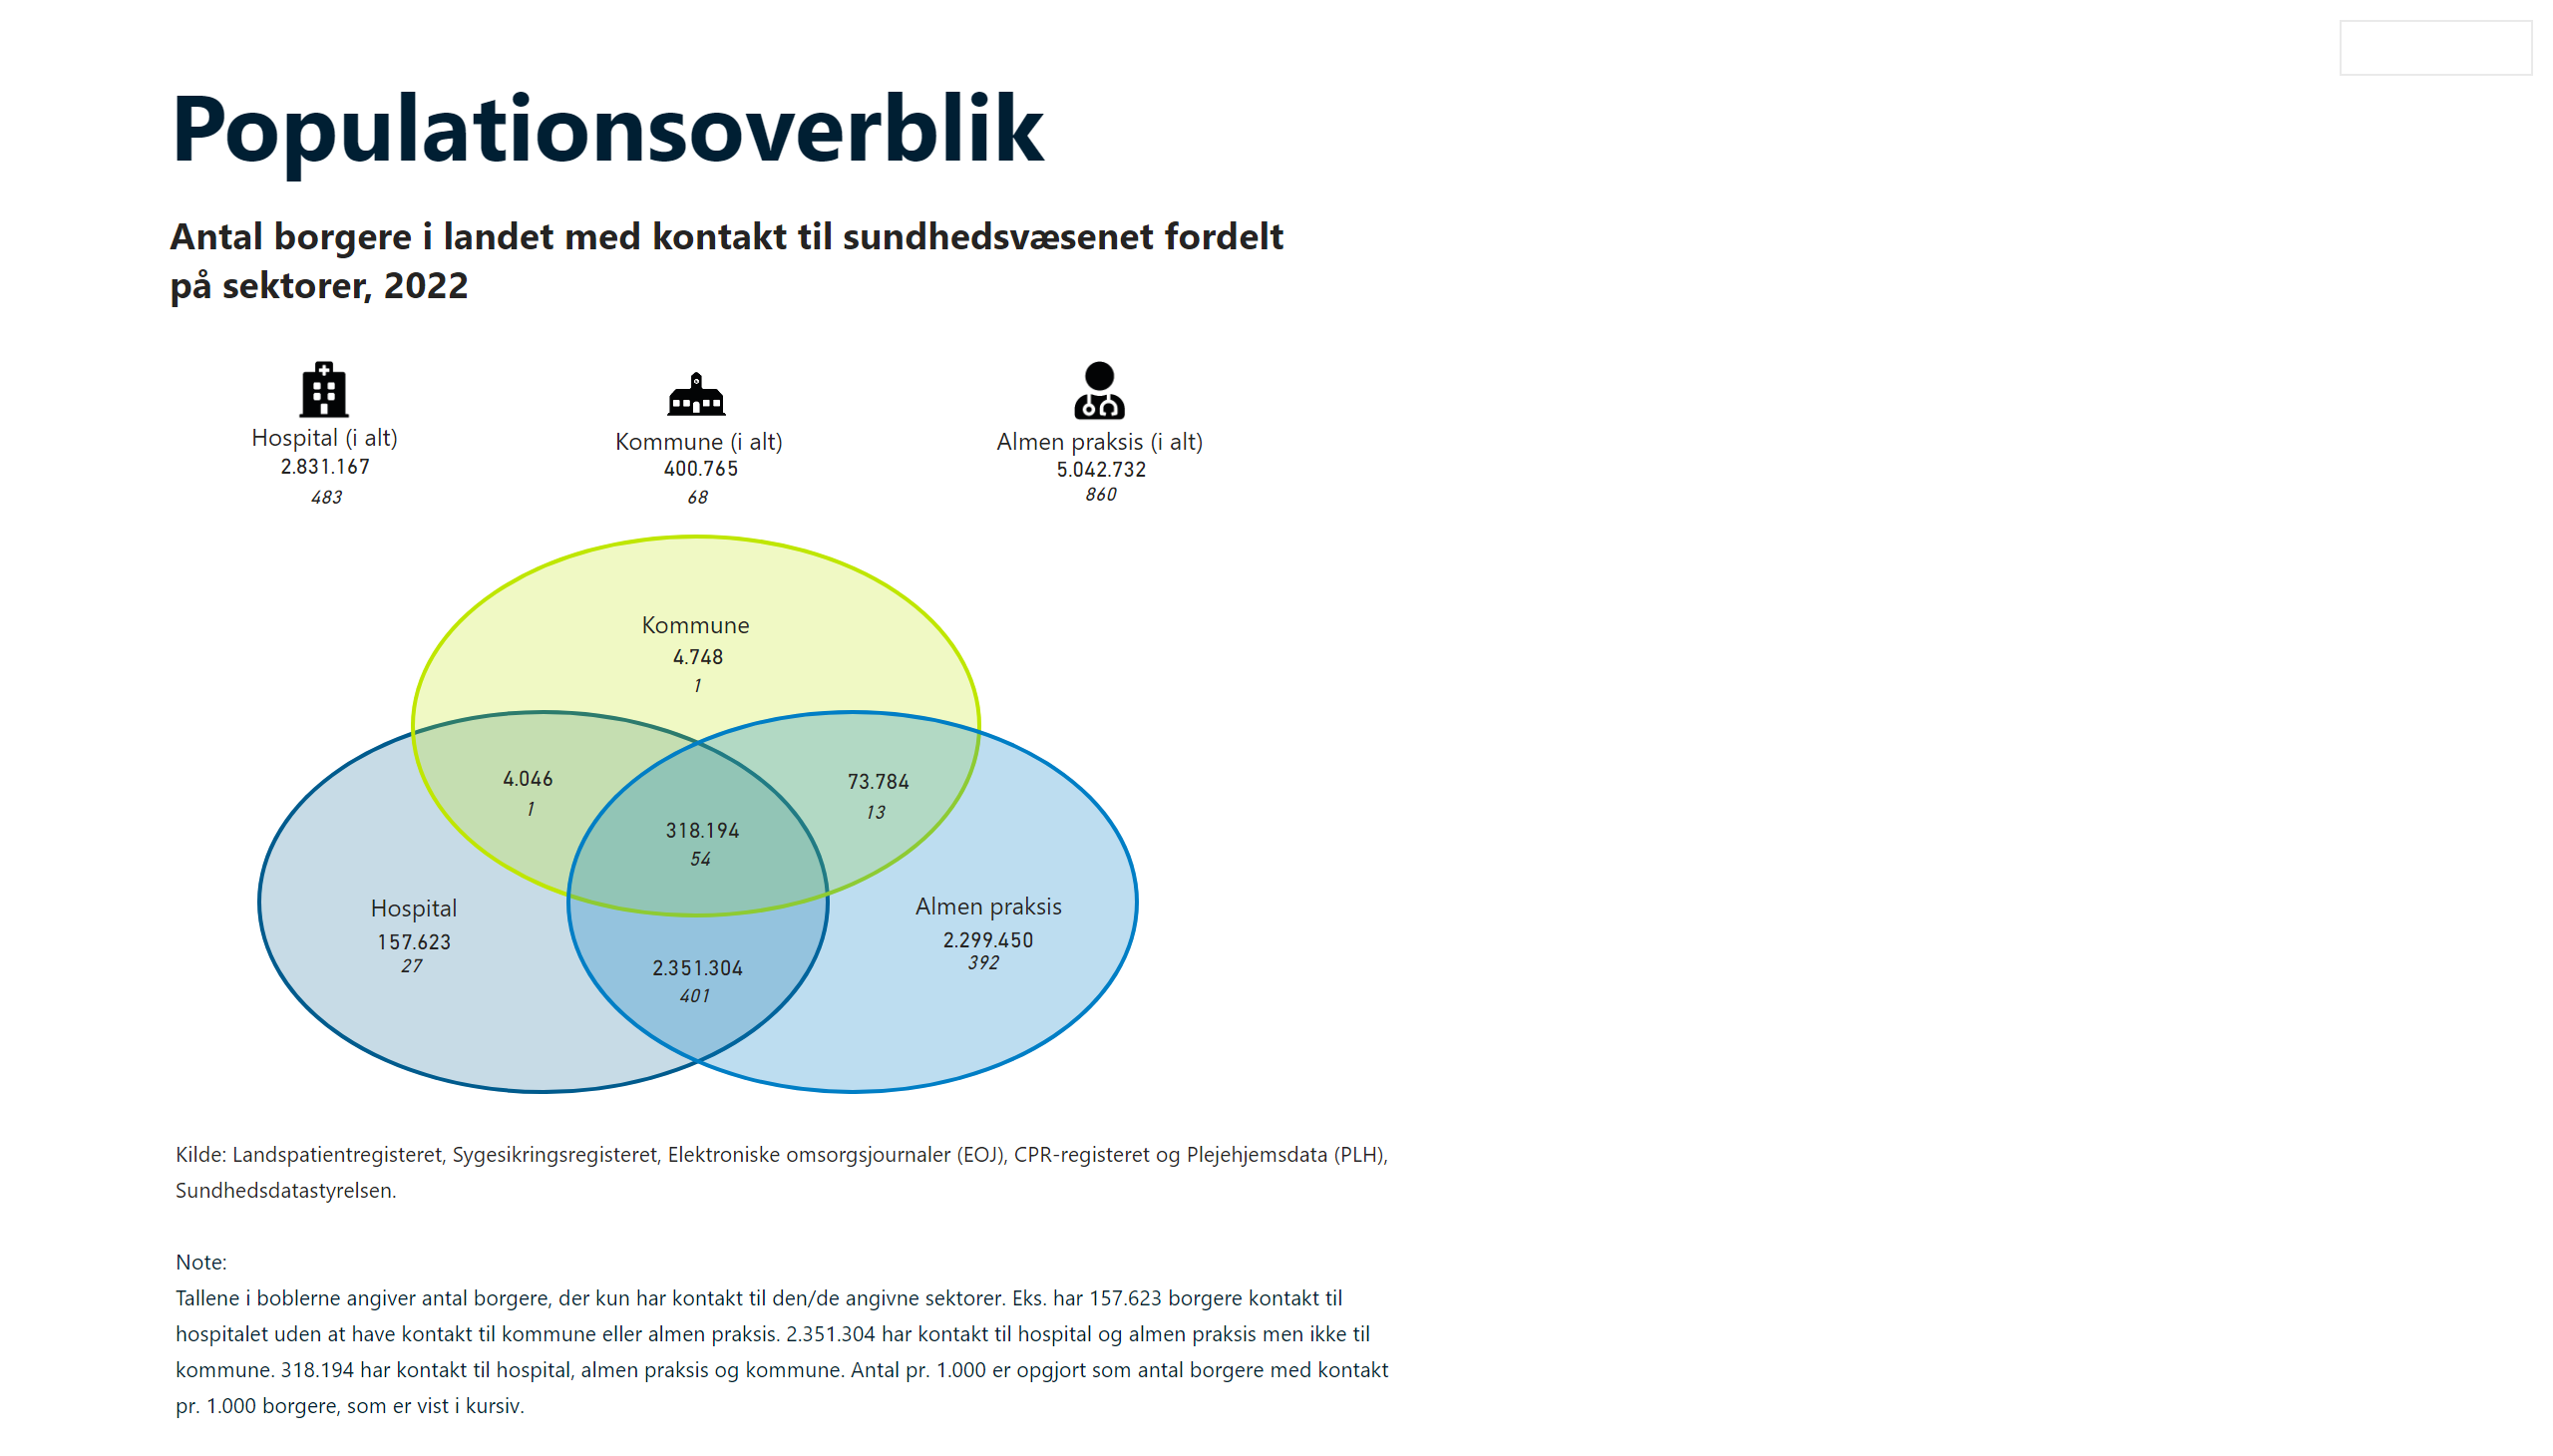 Populationsoverblik
Antal borgere i landet med kontakt til sundhedsvæsenet fordelt
på sektorer, 2022
Hospital (i alt)
2.831.167
483
Kommune (i alt)
400.765
68
Almen praksis (i alt)
5.042.732
860
Kommune
4.748
1
4.046
1
73.784
13
318.194
54
Hospital
157.623
27
Almen praksis
2.299.450
392
2.351.304
401
Kilde: Landspatientregisteret, Sygesikringsregisteret, Elektroniske omsorgsjournaler (EOJ), CPR-registeret og Plejehjemsdata (PLH),
Sundhedsdatastyrelsen.
Note:
Tallene i boblerne angiver antal borgere, der kun har kontakt til den/de angivne sektorer. Eks. har 157.623 borgere kontakt til
hospitalet uden at have kontakt til kommune eller almen praksis. 2.351.304 har kontakt til hospital og almen praksis men ikke til
kommune. 318.194 har kontakt til hospital, almen praksis og kommune. Antal pr. 1.000 er opgjort som antal borgere med kontakt
pr. 1.000 borgere, som er vist i kursiv.